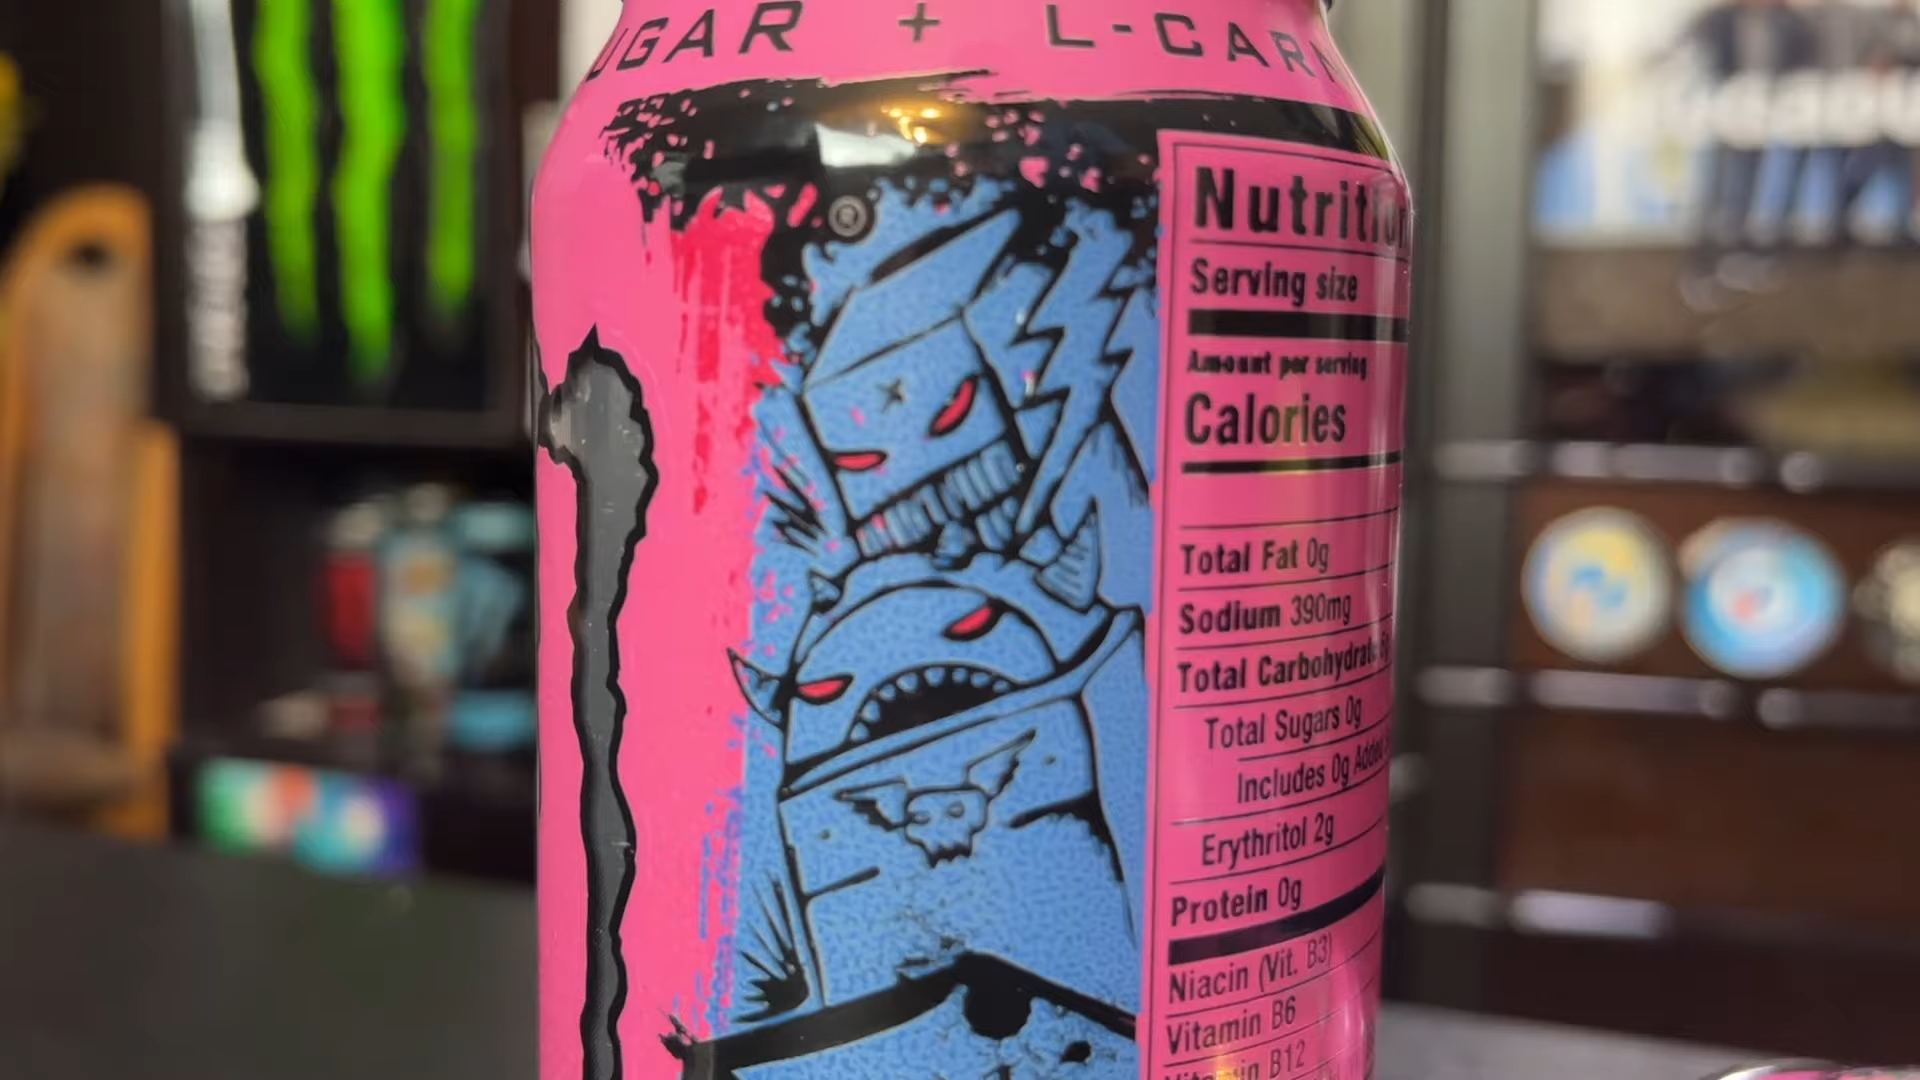 UGAR + L-CAR
®
Nutrition
Serving size
Amount per serving
Calories
Total Fat 0g
Sodium 390mg
Total Carbohydrate
Total Sugars 0g
Includes 0g Added
Erythritol 2g
Protein 0g
Niacin (Vit. B3)
Vitamin B6
Vitamin B12